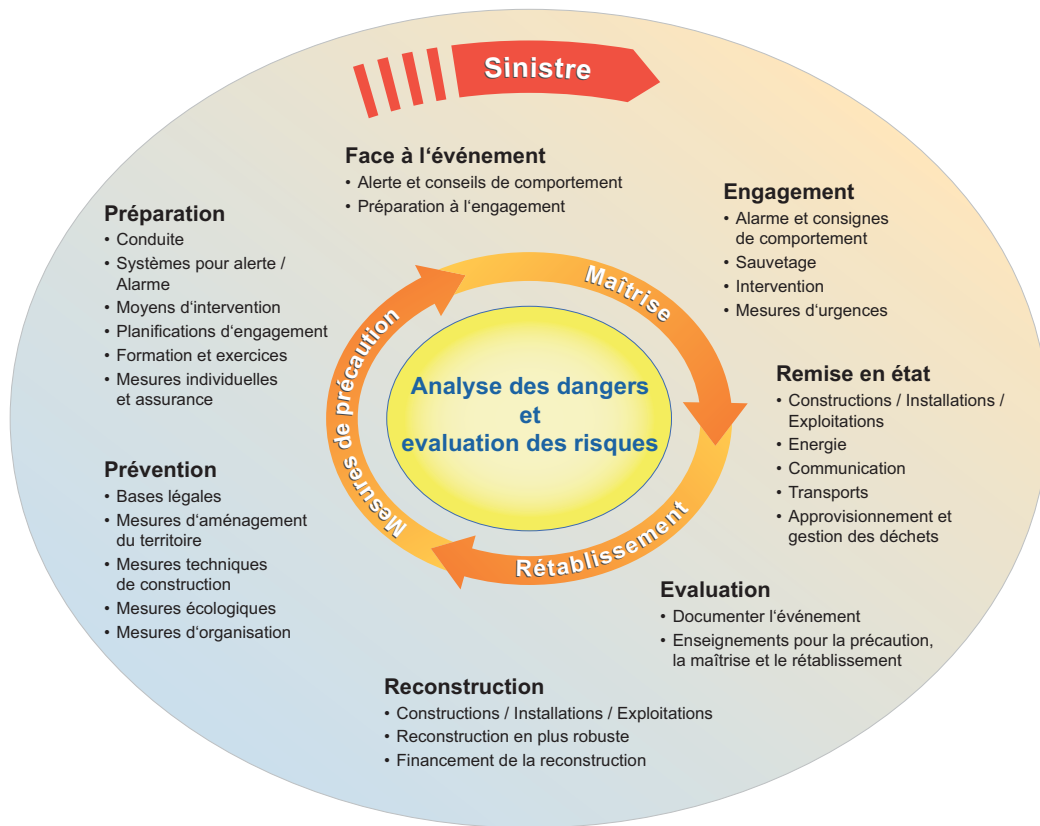 Sinistre
Face à l‘événement
• Alerte et conseils de comportement
• Préparation à l‘engagement
Engagement
• Alarme et consignes
de comportement
• Sauvetage
• Intervention
• Mesures d‘urgences
Remise en état
• Constructions / Installations /
Exploitations
• Energie
• Communication
• Transports
• Approvisionnement et
gestion des déchets
Evaluation
• Documenter l‘événement
• Enseignements pour la précaution,
la maîtrise et le rétablissement
Reconstruction
• Constructions / Installations / Exploitations
• Reconstruction en plus robuste
• Financement de la reconstruction
Prévention
• Bases légales
• Mesures d‘aménagement
du territoire
• Mesures techniques
de construction
• Mesures écologiques
• Mesures d‘organisation
Préparation
• Conduite
• Systèmes pour alerte /
Alarme
• Moyens d‘intervention
• Planifications d‘engagement
• Formation et exercices
• Mesures individuelles
et assurance
Maîtrise
Rétablissement
Mesures de précaution
Analyse des dangers
et
evaluation des risques